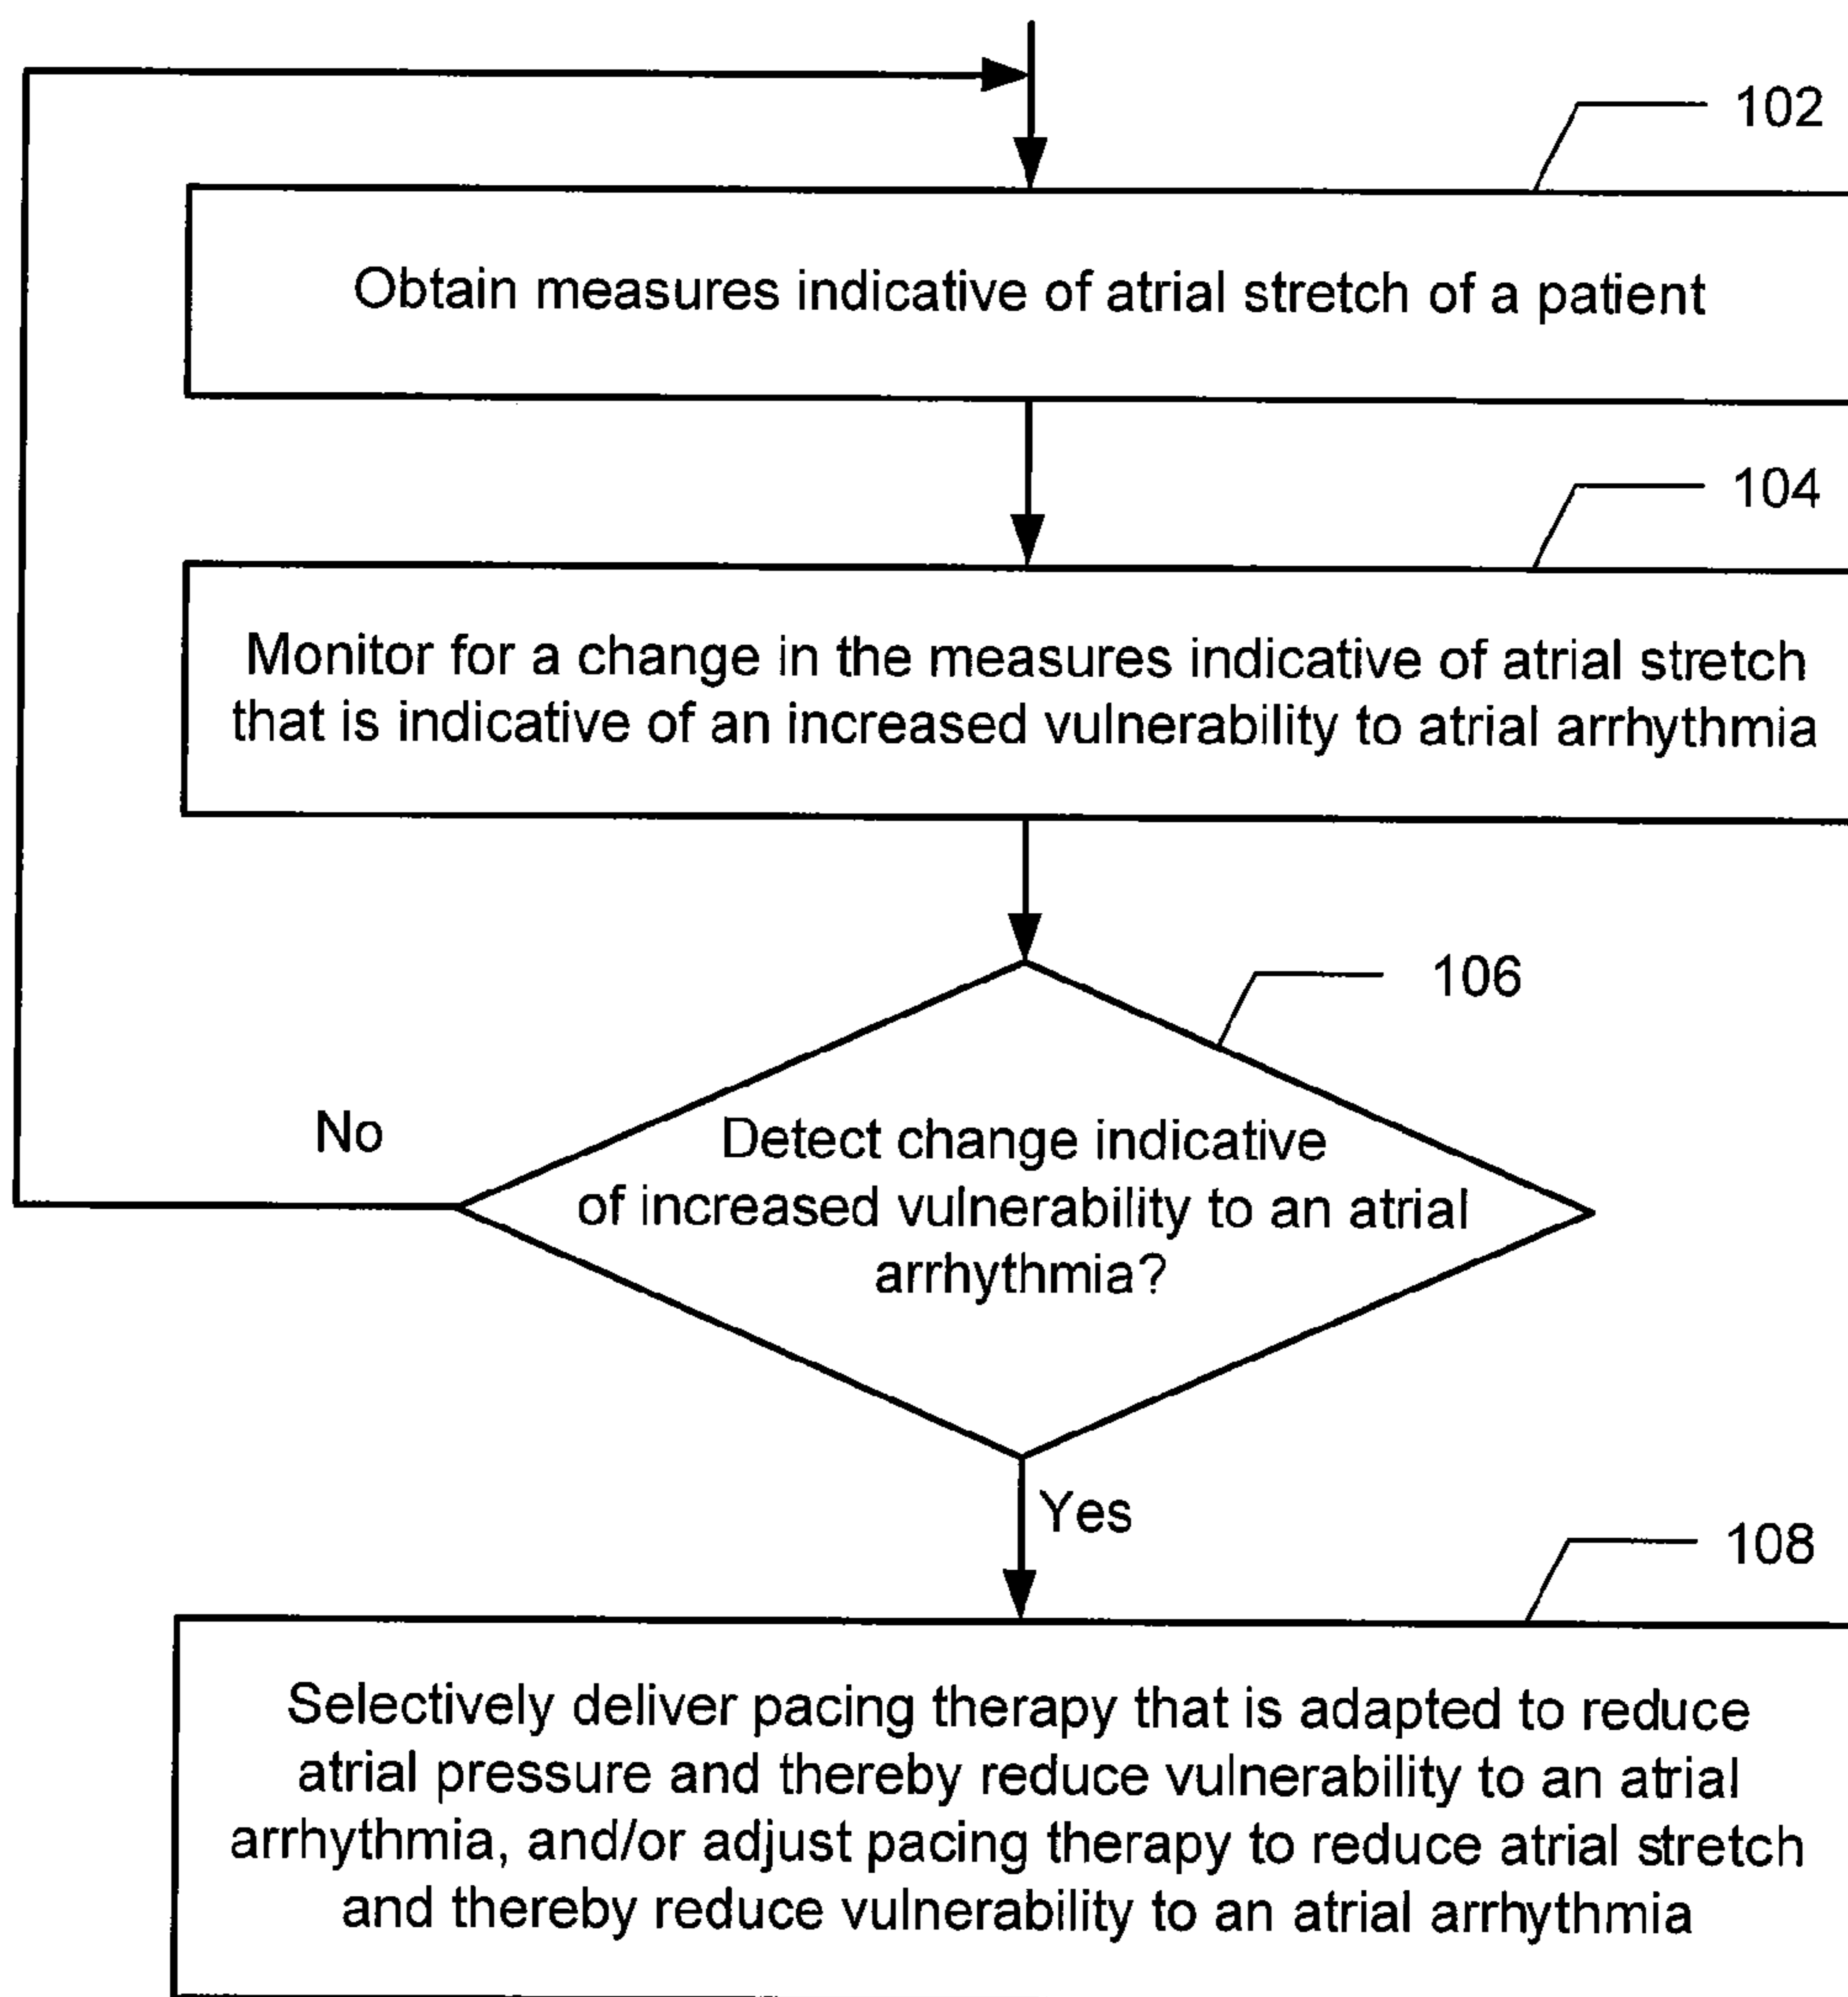 102
Obtain measures indicative of atrial stretch of a patient
104
Monitor for a change in the measures indicative of atrial stretch
that is indicative of an increased vulnerability to atrial arrhythmia
106
No
Detect change indicative
of increased vulnerability to an atrial
arrhythmia?
Yes
108
Selectively deliver pacing therapy that is adapted to reduce
atrial pressure and thereby reduce vulnerability to an atrial
arrhythmia, and/or adjust pacing therapy to reduce atrial stretch
and thereby reduce vulnerability to an atrial arrhythmia